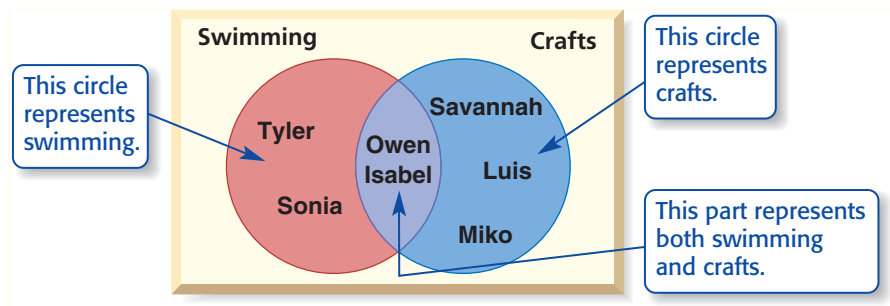 Swimming
Crafts
This circle
represents
swimming.
This circle
represents
crafts.
Tyler
Sonia
Owen
Isabel
Savannah
Luis
Miko
This part represents
both swimming
and crafts.